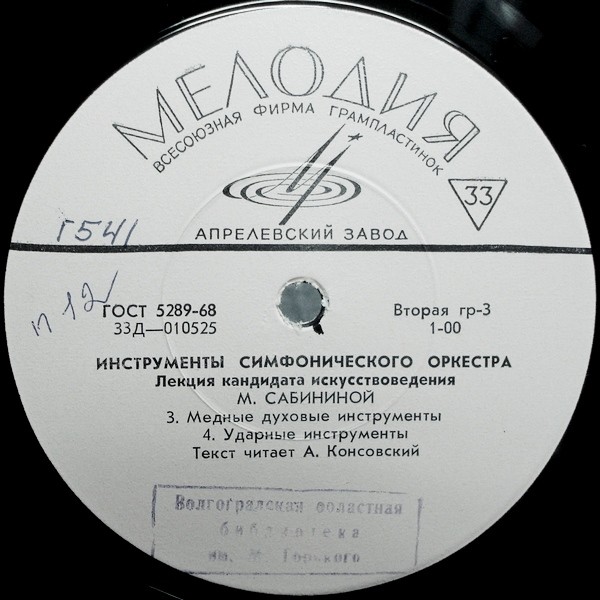 МЕЛОДИЯ
ВСЕСОЮЗНАЯ ФИРМА ГРАМПЛАСТИНОК
33
АПРЕЛЕВСКИЙ ЗАВОД
Г541
п 12
ГОСТ 5289-68
Вторая гр-3
33Д—010525
1-00
ИНСТРУМЕНТЫ СИМФОНИЧЕСКОГО ОРКЕСТРА
Лекция кандидата искусствоведения
М. САБИНИНОЙ
3. Медные духовые инструменты
4. Ударные инструменты
Текст читает А. Консовский
Волгоградская областная
библиотека
им. М. Горького